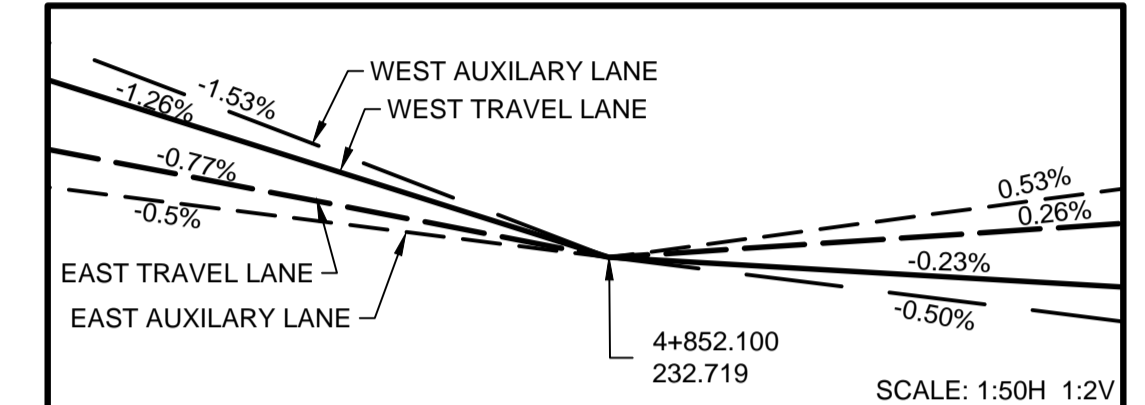 WEST AUXILARY LANE
-1.53%
-1.26%
WEST TRAVEL LANE
-0.77%
-0.5%
0.53%
0.26%
-0.23%
EAST TRAVEL LANE
-0.50%
EAST AUXILARY LANE
4+852.100
232.719
SCALE: 1:50H 1:2V